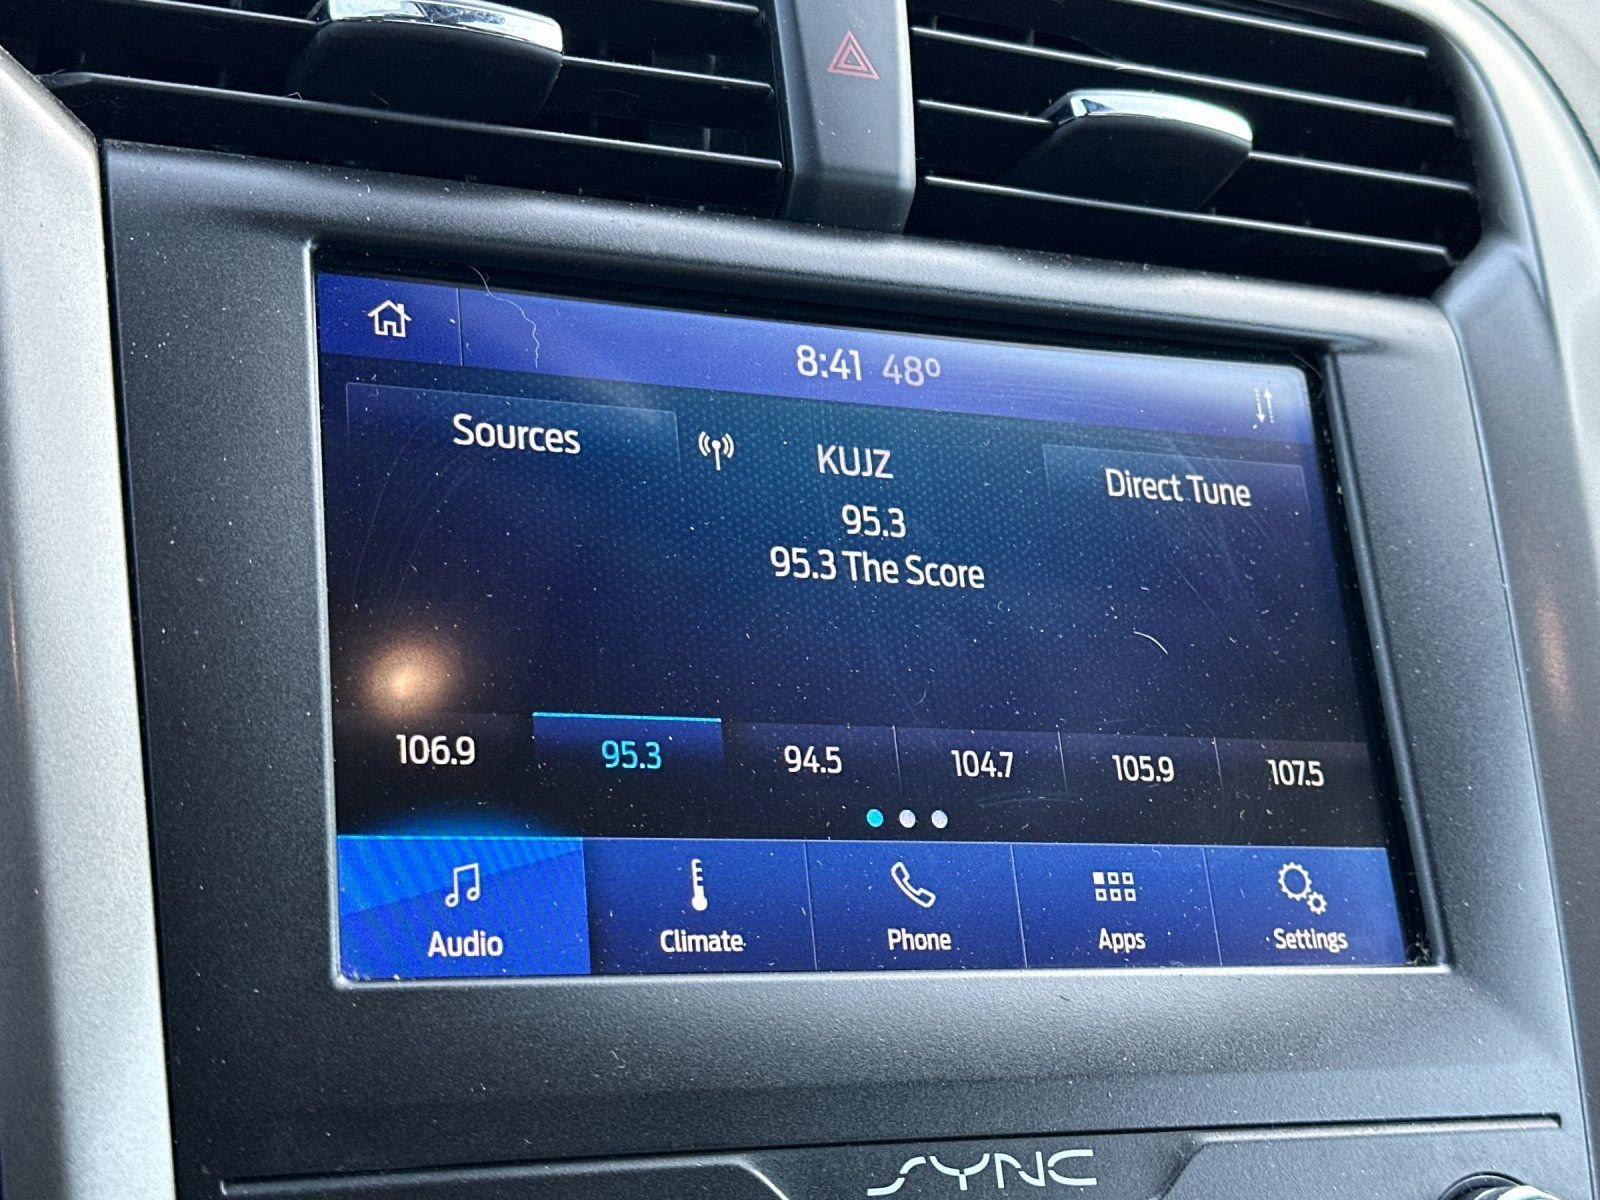 8:41 48°
Sources
KUJZ
Direct Tune
95.3
95.3 The Score
106.9 95.3 94.5 104.7 105.9 107.5
Audio Climate Phone Apps Settings
SYNC